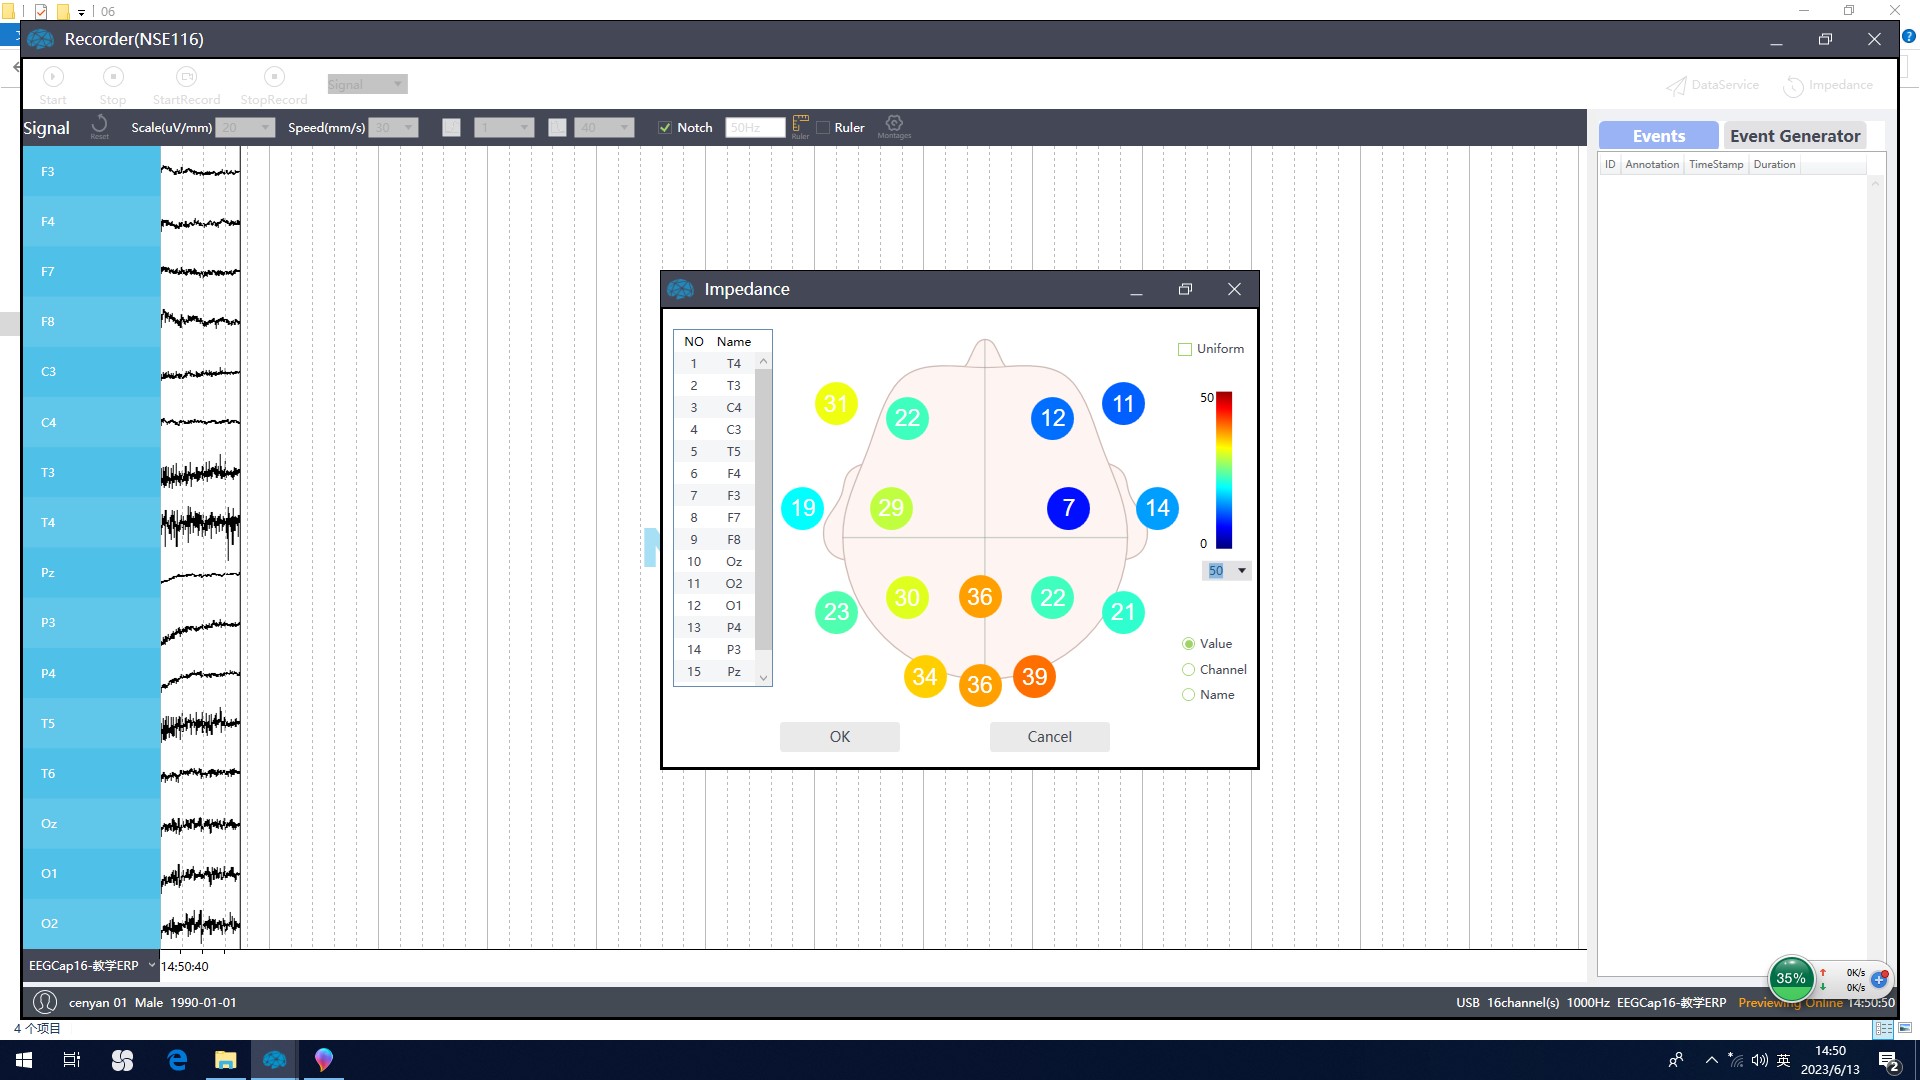 06
Recorder(NSE116)
Start
Stop
StartRecord
StopRecord
Signal
DataService
Impedance
Signal
Reset
Scale(uV/mm)
20
Speed(mm/s)
30
1
40
Notch
50Hz
Ruler
Ruler
Montages
Events
Event Generator
ID Annotation TimeStamp Duration
F3
F4
F7
F8
C3
C4
T3
T4
Pz
P3
P4
T5
T6
Oz
O1
O2
Impedance
NO Name
1 T4
2 T3
3 C4
4 C3
5 T5
6 F4
7 F3
8 F7
9 F8
10 Oz
11 O2
12 O1
13 P4
14 P3
15 Pz
31
22
12
11
19
29
7
14
23
30
36
22
21
34
36
39
Uniform
50
0
50
Value
Channel
Name
OK
Cancel
EEGCap16-教学ERP
14:50:40
cenyan 01 Male 1990-01-01
USB 16channel(s) 1000Hz EEGCap16-教学ERP Previewing Online 14:50:50
35%
0K/s
0K/s
4 个项目
英
14:50
2023/6/13
2